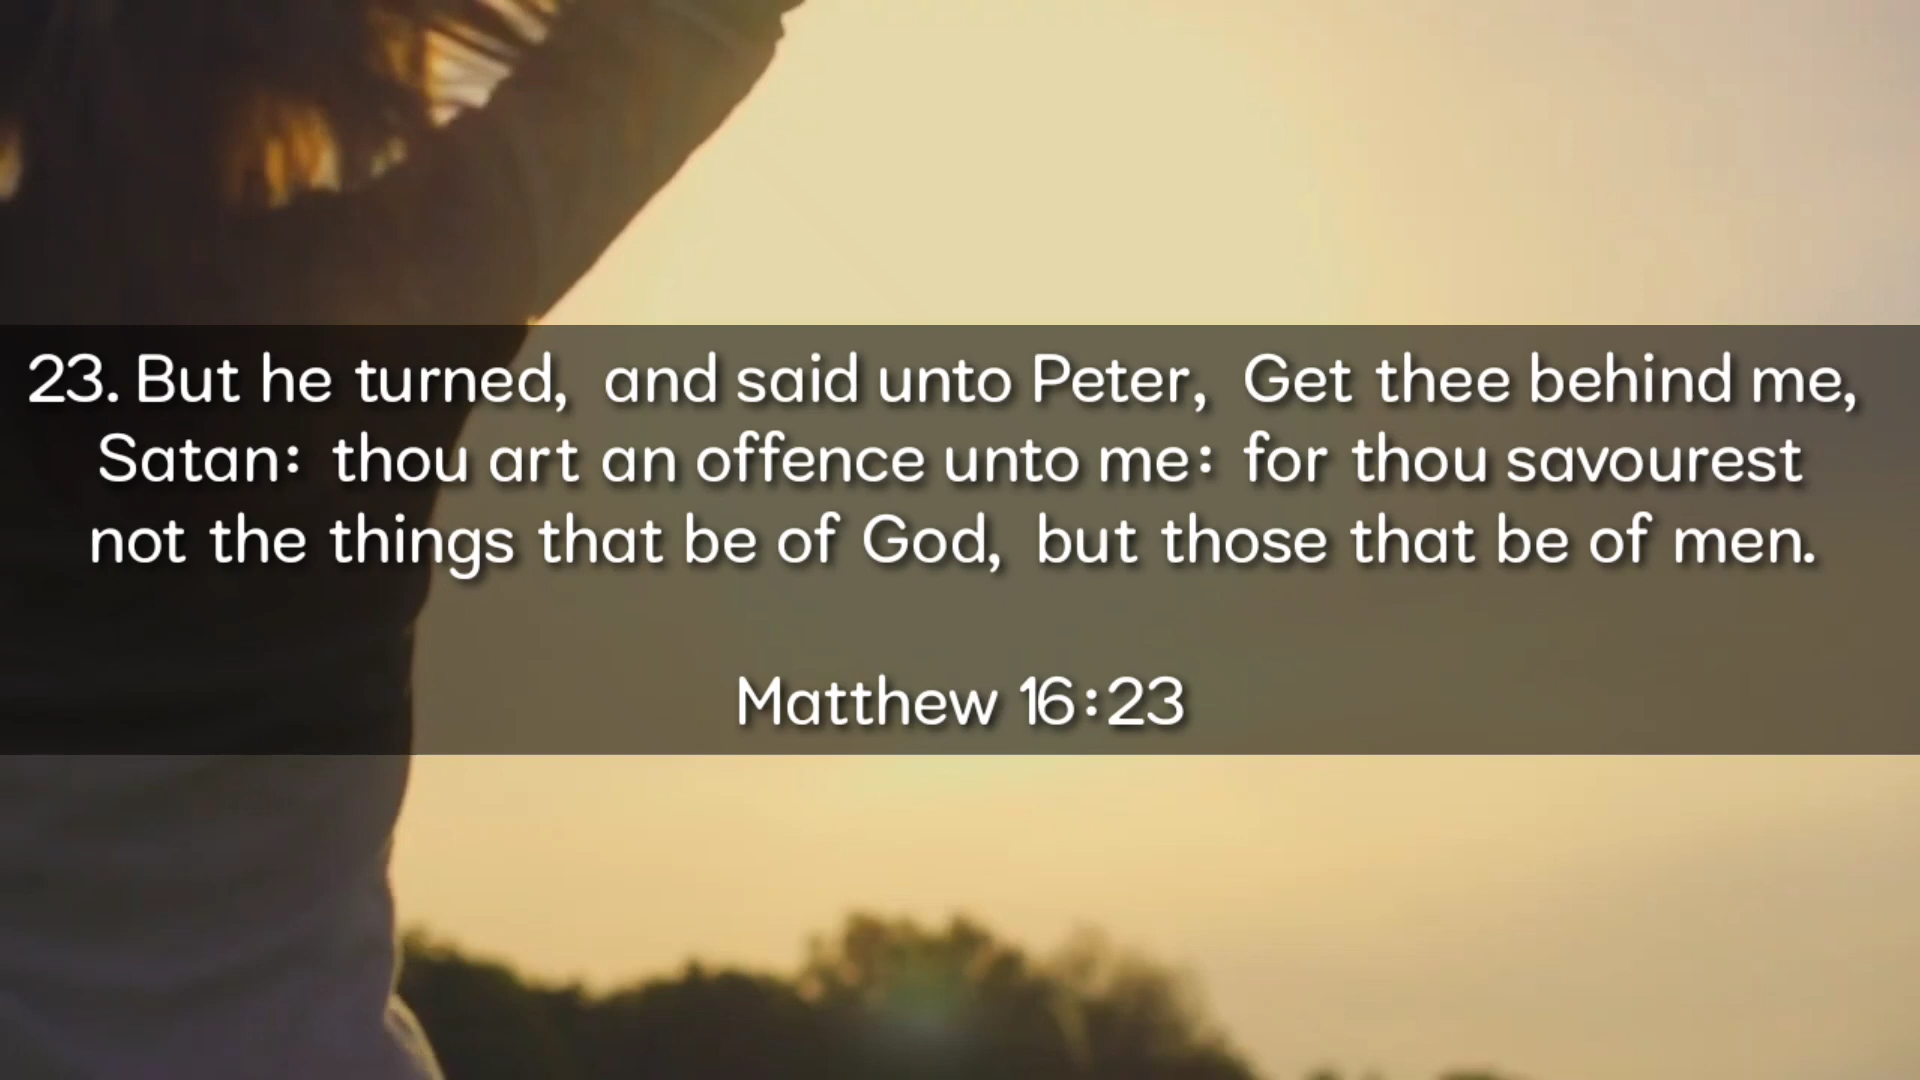 23. But he turned, and said unto Peter, Get thee behind me,
Satan: thou art an offence unto me: for thou savourest
not the things that be of God, but those that be of men.
Matthew 16:23